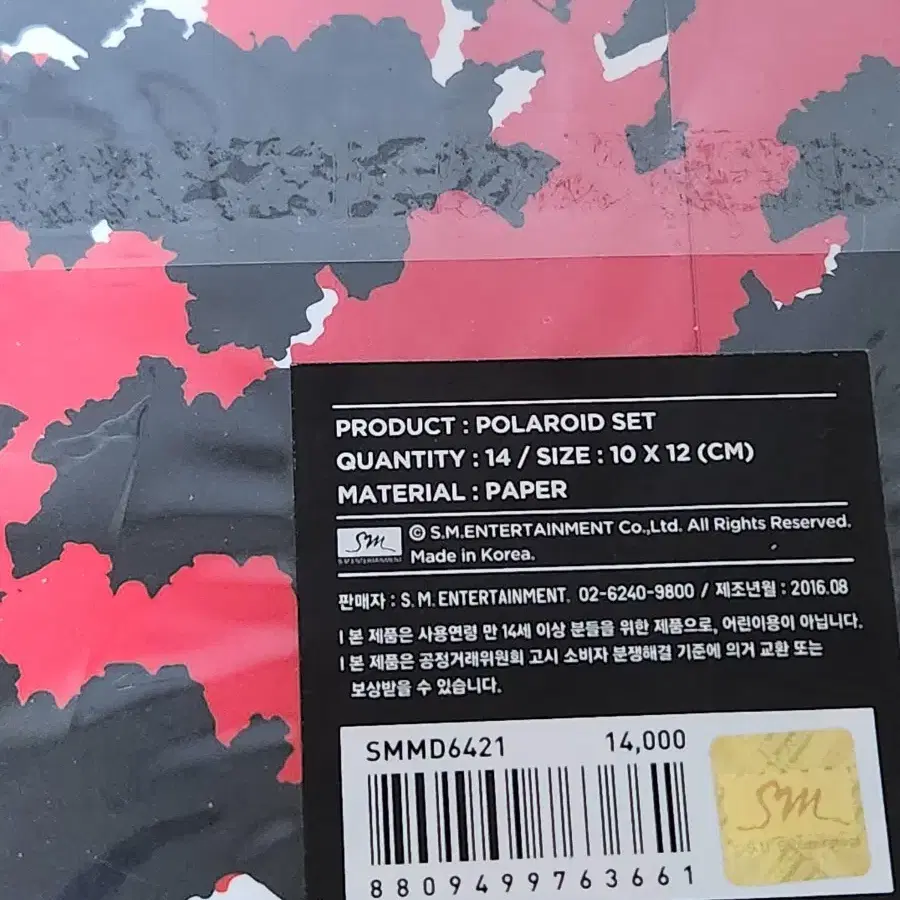 PRODUCT : POLAROID SET
QUANTITY : 14 / SIZE : 10 X 12 (CM)
MATERIAL : PAPER
SM
S.M.ENTERTAINMENT
© S.M.ENTERTAINMENT Co.,Ltd. All Rights Reserved.
Made in Korea.
판매자 : S. M. ENTERTAINMENT. 02-6240-9800 / 제조년월 : 2016.08
l 본 제품은 사용연령 만 14세 이상 분들을 위한 제품으로, 어린이용이 아닙니다.
l 본 제품은 공정거래위원회 고시 소비자 분쟁해결 기준에 의거 교환 또는
보상받을 수 있습니다.
SMMD6421 14,000
SM
8809499763661